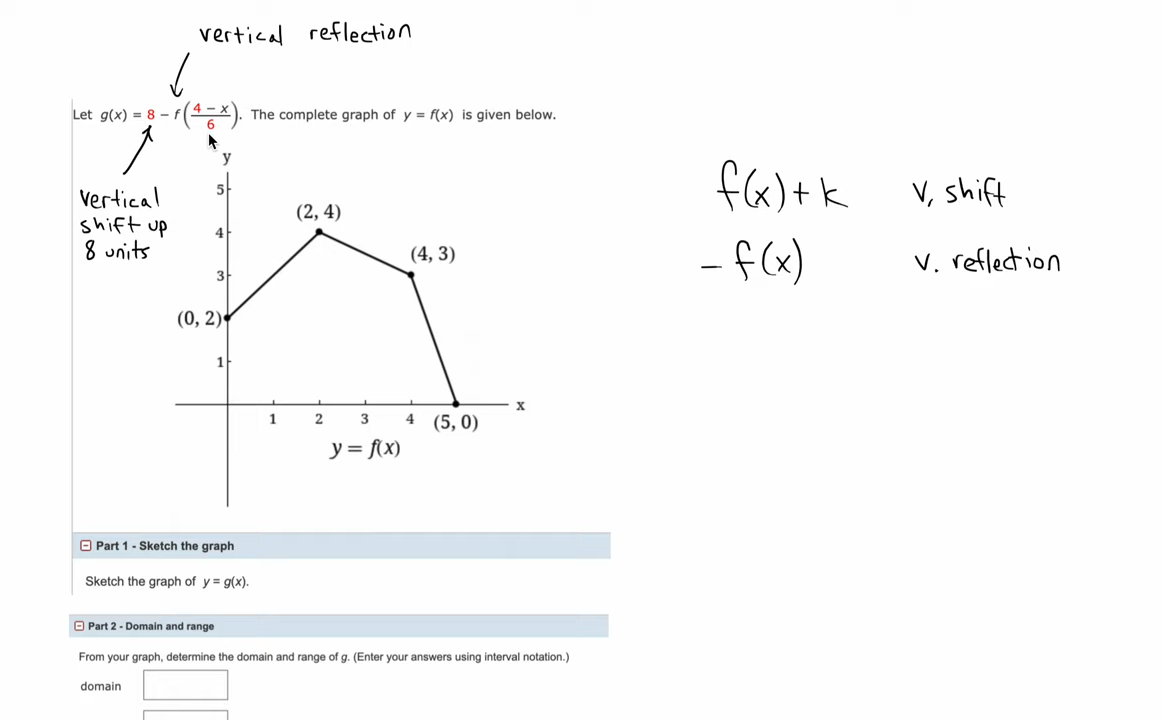 vertical reflection
Let g(x) = 8 − f((4 − x)/6). The complete graph of y = f(x) is given below.
vertical
shift up
8 units
f(x) + k v. shift
− f(x) v. reflection
y
5
(2, 4)
4
(4, 3)
3
(0, 2)
1
x
1 2 3 4 (5, 0)
y = f(x)
Part 1 - Sketch the graph
Sketch the graph of y = g(x).
Part 2 - Domain and range
From your graph, determine the domain and range of g. (Enter your answers using interval notation.)
domain